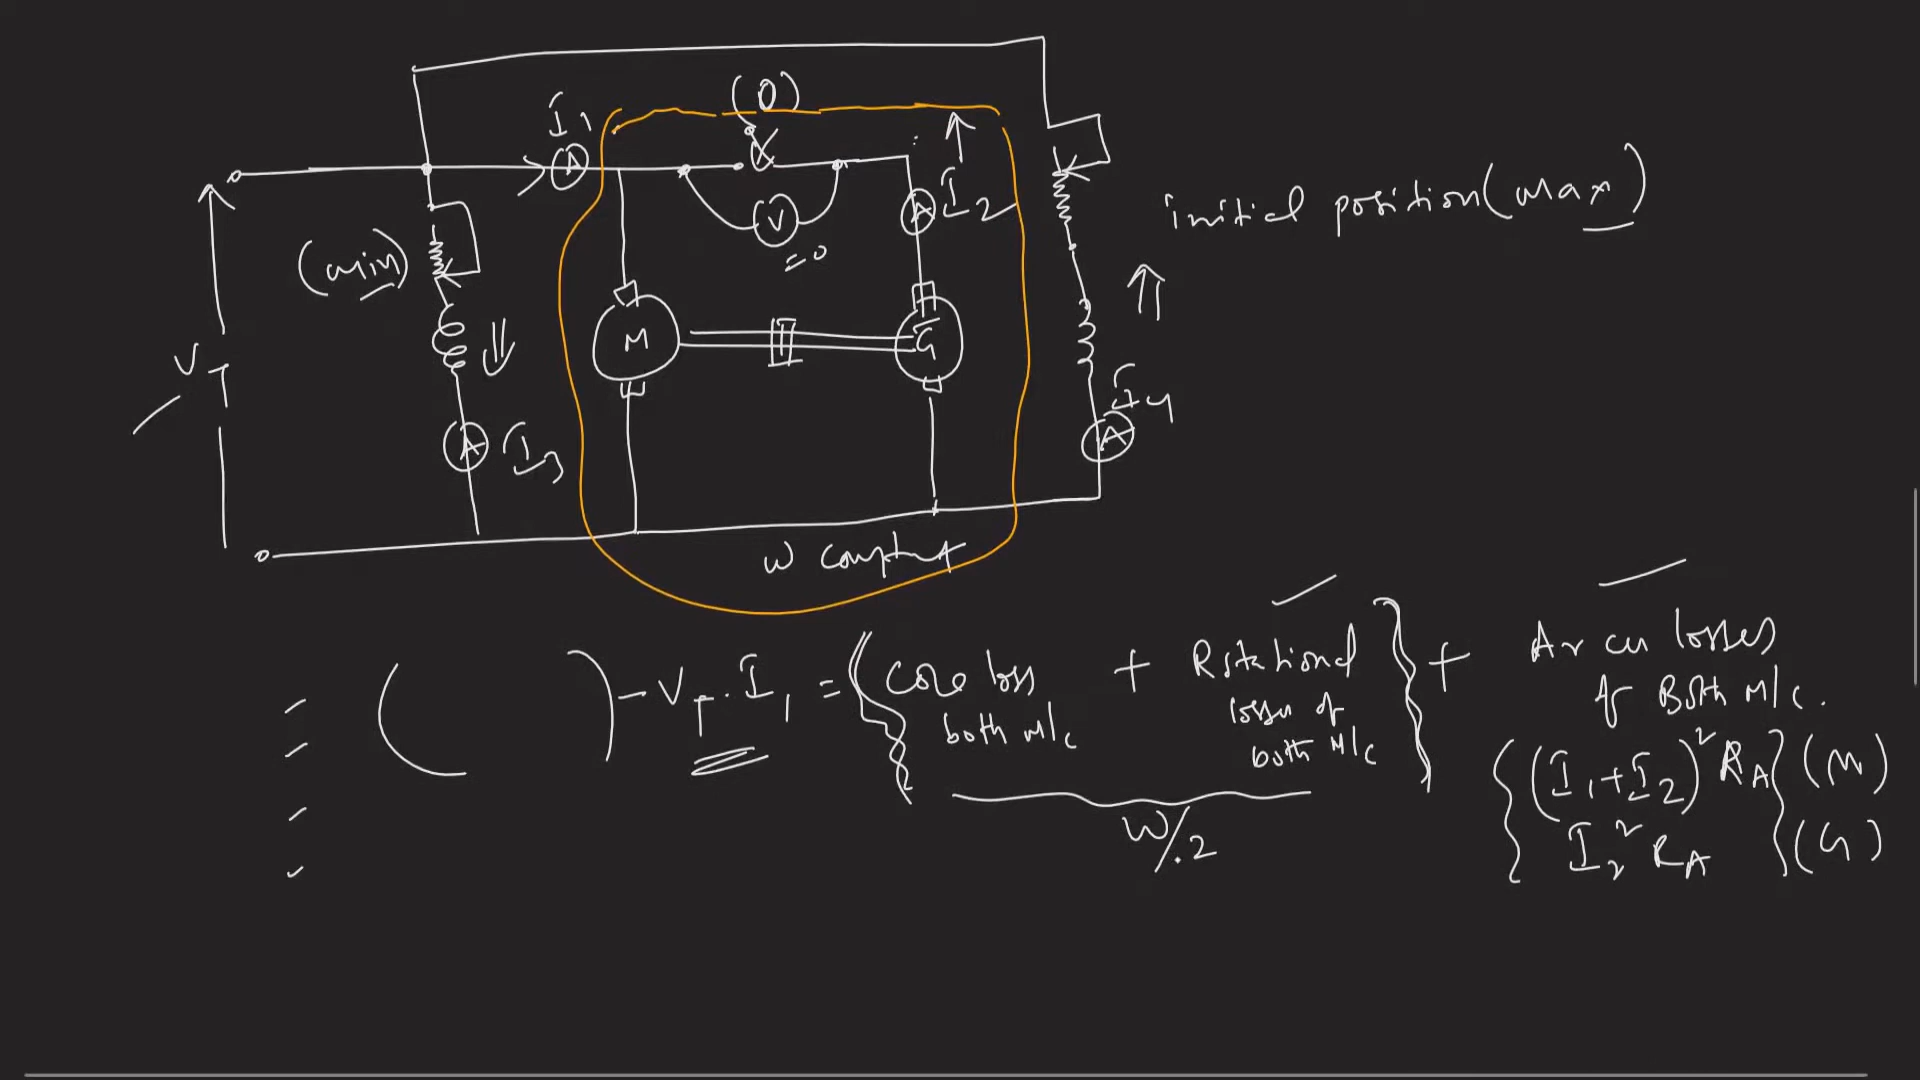 (0)
I1
A
X
I2
A
V
=0
initial position (max)
(min)
VT
M
G
A
I3
I4
A
w constant
( ) - VT. I1 = { core loss + Rotational } + Ar cu losses
both M/c
losses of
both M/c
of Both M/c.
W/2
{(I1+I2)² RA} (M)
I2² RA (G)